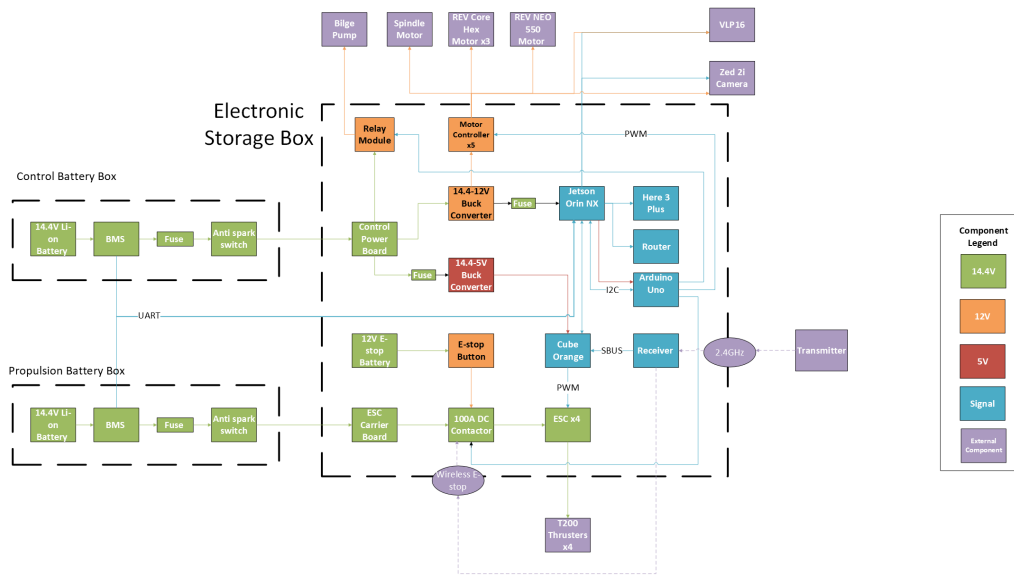 Bilge
Pump
Spindle
Motor
REV Core
Hex
Motor x3
REV NEO
550
Motor
VLP16
Zed 2i
Camera
Electronic
Storage Box
Relay
Module
Motor
Controller
x5
PWM
Control Battery Box
14.4V Li-
on
Battery
BMS
Fuse
Anti spark
switch
Control
Power
Board
14.4-12V
Buck
Converter
Fuse
Jetson
Orin NX
Here 3
Plus
Router
Fuse
14.4-5V
Buck
Converter
I2C
Arduino
Uno
UART
12V E-
stop
Battery
E-stop
Button
Cube
Orange
SBUS
Receiver
2.4GHz
Transmitter
PWM
Propulsion Battery Box
14.4V Li-
on
Battery
BMS
Fuse
Anti spark
switch
ESC
Carrier
Board
100A DC
Contactor
ESC x4
Wireless E-
stop
T200
Thrusters
x4
Component
Legend
14.4V
12V
5V
Signal
External
Component